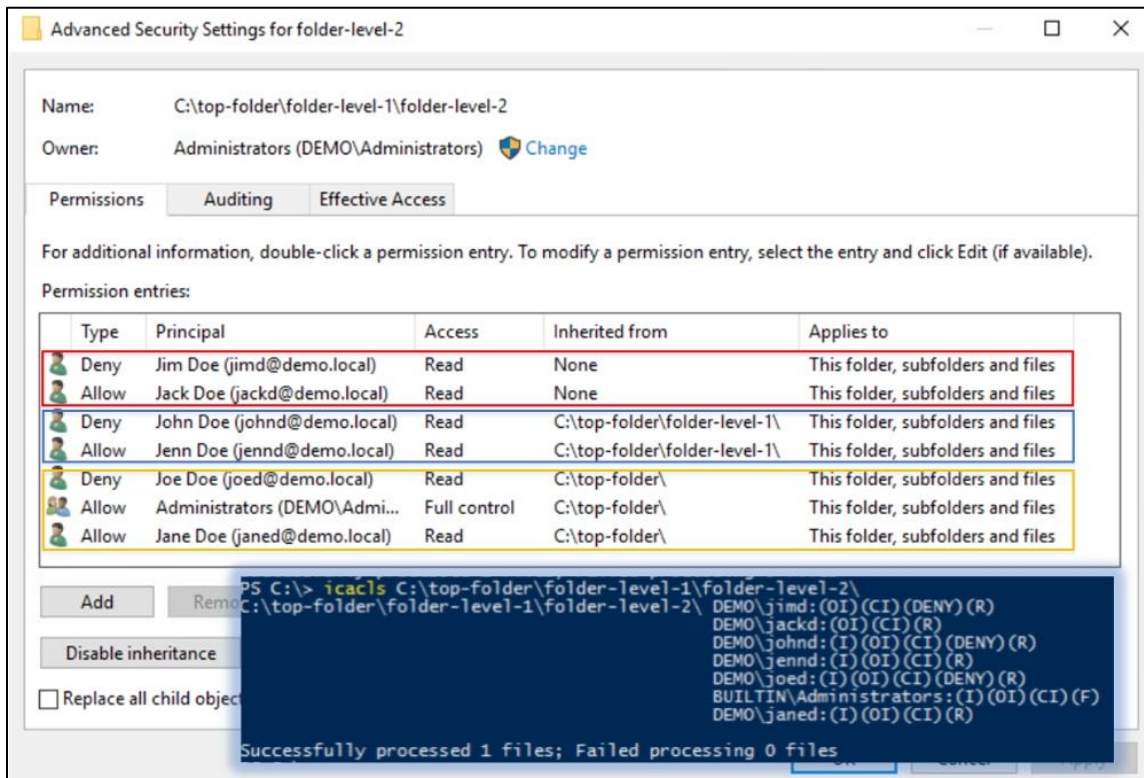 Advanced Security Settings for folder-level-2
Name: C:\top-folder\folder-level-1\folder-level-2
Owner: Administrators (DEMO\Administrators) Change
Permissions Auditing Effective Access
For additional information, double-click a permission entry. To modify a permission entry, select the entry and click Edit (if available).
Permission entries:
Type Principal Access Inherited from Applies to
Deny Jim Doe (jimd@demo.local) Read None This folder, subfolders and files
Allow Jack Doe (jackd@demo.local) Read None This folder, subfolders and files
Deny John Doe (johnd@demo.local) Read C:\top-folder\folder-level-1\ This folder, subfolders and files
Allow Jenn Doe (jennd@demo.local) Read C:\top-folder\folder-level-1\ This folder, subfolders and files
Deny Joe Doe (joed@demo.local) Read C:\top-folder\ This folder, subfolders and files
Allow Administrators (DEMO\Admi... Full control C:\top-folder\ This folder, subfolders and files
Allow Jane Doe (janed@demo.local) Read C:\top-folder\ This folder, subfolders and files
Add
Disable inheritance
Replace all child
PS C:\> icacls C:\top-folder\folder-level-1\folder-level-2\
C:\top-folder\folder-level-1\folder-level-2\ DEMO\jimd:(OI)(CI)(DENY)(R)
DEMO\jackd:(OI)(CI)(R)
DEMO\johnd:(I)(OI)(CI)(DENY)(R)
DEMO\jennd:(I)(OI)(CI)(R)
DEMO\joed:(I)(OI)(CI)(DENY)(R)
BUILTIN\Administrators:(I)(OI)(CI)(F)
DEMO\janed:(I)(OI)(CI)(R)
Successfully processed 1 files; Failed processing 0 files